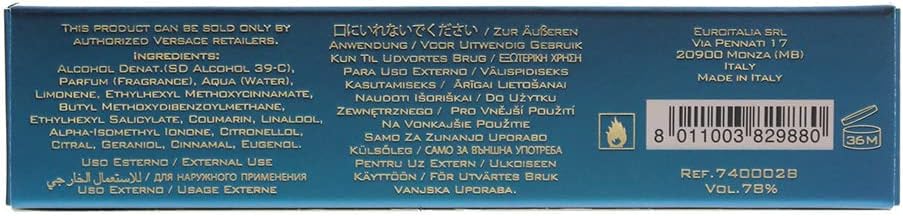 This product can be sold only by
authorized Versace retailers.
Ingredients:
Alcohol Denat.(SD Alcohol 39-C),
Parfum (Fragrance), Aqua (Water),
Limonene, Ethylhexyl Methoxycinnamate,
Butyl Methoxydibenzoylmethane,
Ethylhexyl Salicylate, Coumarin, Linalool,
Alpha-Isomethyl Ionone, Citronellol,
Citral, Geraniol, Cinnamal, Eugenol.
Uso Esterno / External Use
للاستعمال الخارجي / для наружного применения
Uso Externo / Usage Externe
口にいれないでください / Zur Äußeren
Anwendung / Voor Uitwendig Gebruik
Kun Til Udvortes Brug / ΕΞΩΤΕΡΙΚΗ ΧΡΗΣΗ
Para Uso Externo / Välispidiseks
Kasutamiseks / Ārīgai Lietošanai
Naudoti Išoriškai / Do Użytku
Zewnętrznego / Pro Vnější Použití
Na Vonkajšie Použitie
Samo Za Zunanjo Uporabo
Külsőleg / САМО ЗА ВЪНШНА УПОТРЕБА
Pentru Uz Extern / Ulkoiseen
Käyttöön / För Utvärtes Bruk
Vanjska Uporaba.
Euroitalia srl
Via Pennati 17
20900 Monza (MB)
Italy
Made in Italy
8 011003 829880
36M
Ref.740002B
Vol.78%